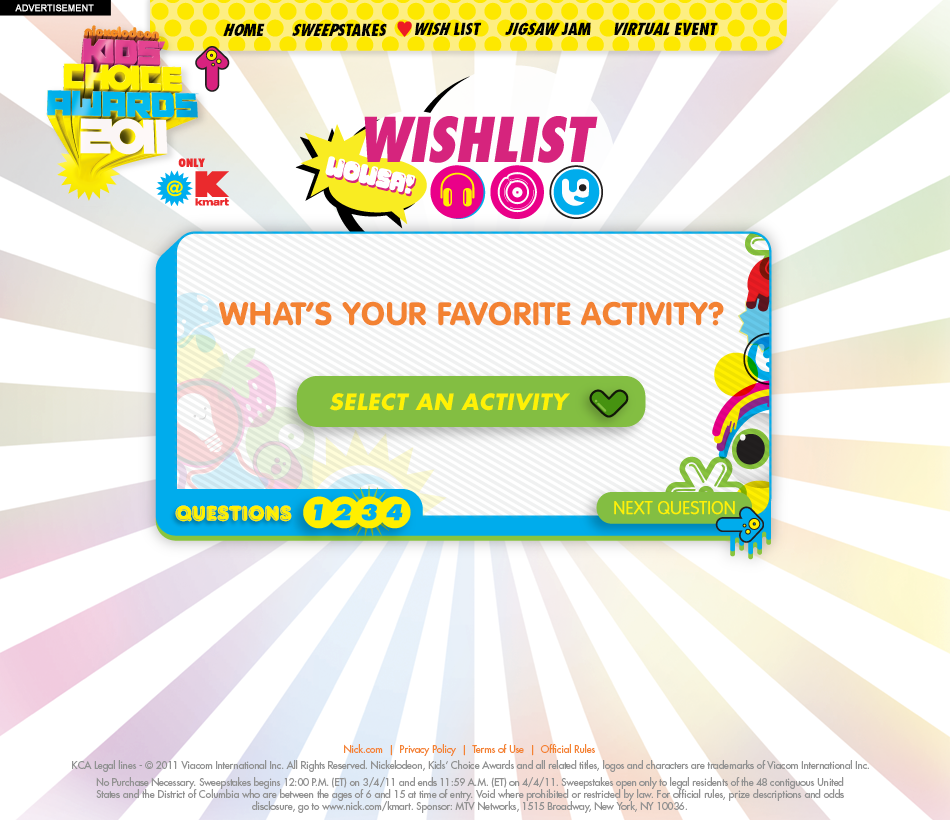 ADVERTISEMENT
HOME SWEEPSTAKES WISH LIST JIGSAW JAM VIRTUAL EVENT
nickelodeon
KIDS'
CHOICE
AWARDS
2011
ONLY
@ K
kmart
WISHLIST
WOWSA!
WHAT'S YOUR FAVORITE ACTIVITY?
SELECT AN ACTIVITY
QUESTIONS 1 2 3 4
NEXT QUESTION
Nick.com | Privacy Policy | Terms of Use | Official Rules
KCA Legal lines - © 2011 Viacom International Inc. All Rights Reserved. Nickelodeon, Kids' Choice Awards and all related titles, logos and characters are trademarks of Viacom International Inc.
No Purchase Necessary. Sweepstakes begins 12:00 P.M. (ET) on 3/4/11 and ends 11:59 A.M. (ET) on 4/4/11. Sweepstakes open only to legal residents of the 48 contiguous United
States and the District of Columbia who are between the ages of 6 and 15 at time of entry. Void where prohibited or restricted by law. For official rules, prize descriptions and odds
disclosure, go to www.nick.com/kmart. Sponsor: MTV Networks, 1515 Broadway, New York, NY 10036.